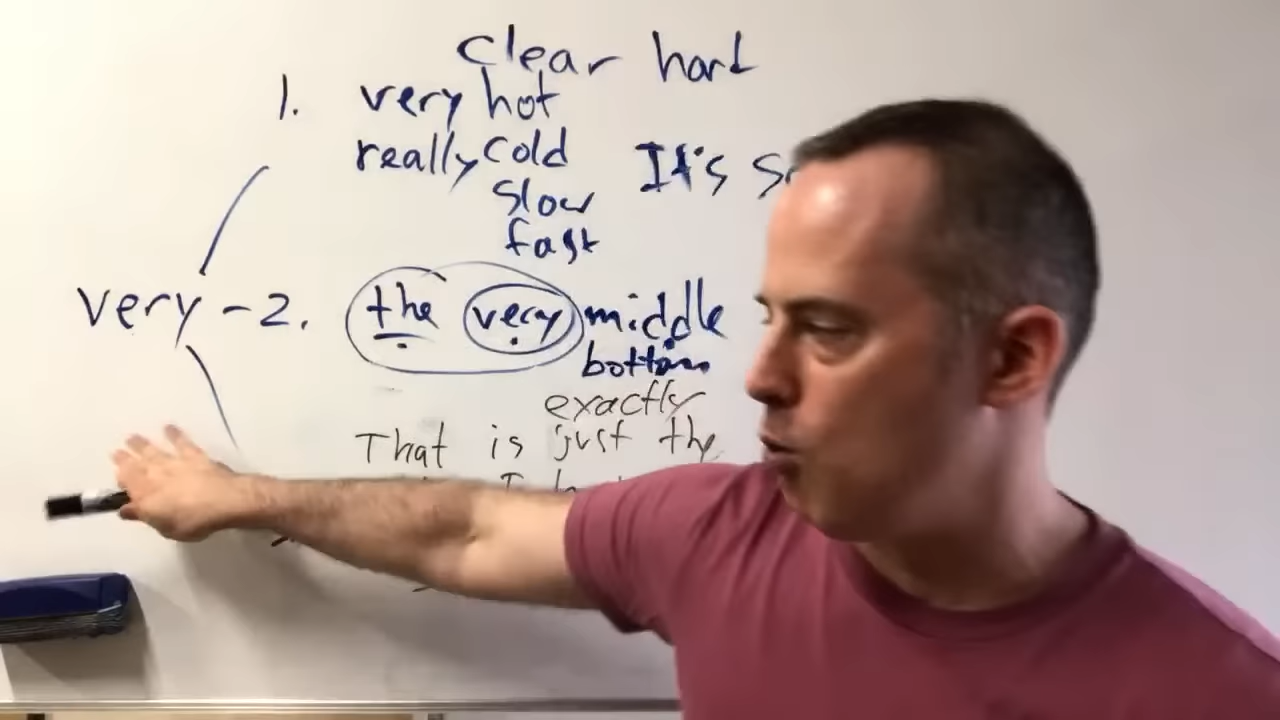 clear hard
1. very hot
really cold It's
slow
fast
very - 2. the very middle
bottom
exactly
That is just the
I